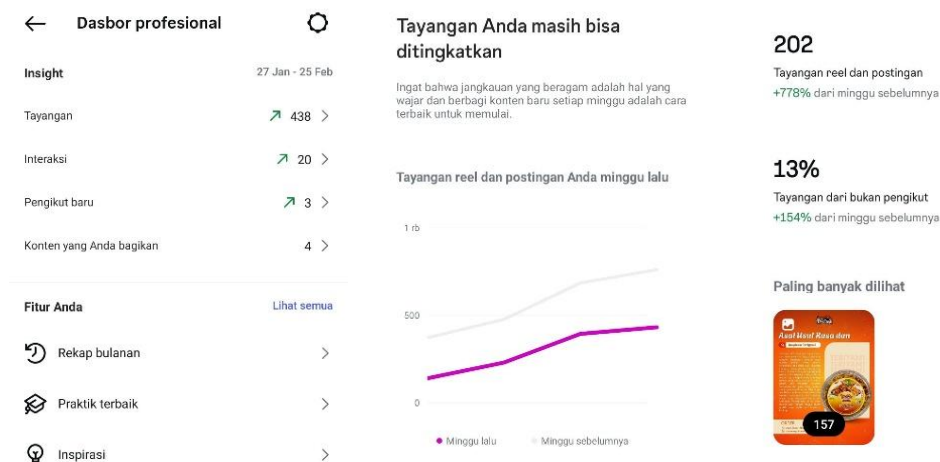 Dasbor profesional
Insight
27 Jan - 25 Feb
Tayangan
438
Interaksi
20
Pengikut baru
3
Konten yang Anda bagikan
4
Fitur Anda
Lihat semua
Rekap bulanan
Praktik terbaik
Inspirasi
Tayangan Anda masih bisa
ditingkatkan
Ingat bahwa jangkauan yang beragam adalah hal yang
wajar dan berbagi konten baru setiap minggu adalah cara
terbaik untuk memulai.
Tayangan reel dan postingan Anda minggu lalu
1 rb
500
0
Minggu lalu
Minggu sebelumnya
202
Tayangan reel dan postingan
+778% dari minggu sebelumnya
13%
Tayangan dari bukan pengikut
+154% dari minggu sebelumnya
Paling banyak dilihat
Asal Usul Rasa dan
157